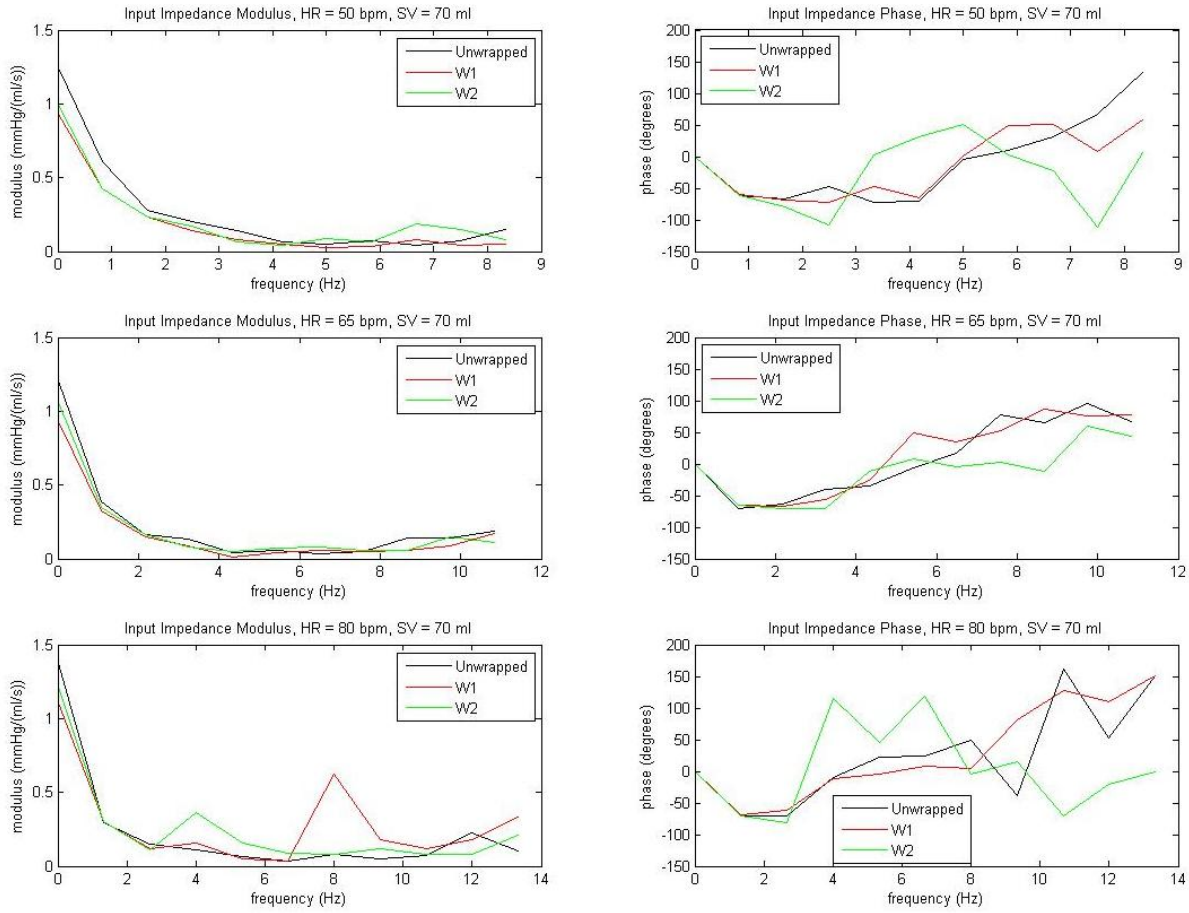 Input Impedance Modulus, HR = 50 bpm, SV = 70 ml
modulus (mmHg/(ml/s))
1.5
1
0.5
0
Unwrapped
W1
W2
0 1 2 3 4 5 6 7 8 9
frequency (Hz)
Input Impedance Phase, HR = 50 bpm, SV = 70 ml
phase (degrees)
200
150
100
50
0
-50
-100
-150
Unwrapped
W1
W2
0 1 2 3 4 5 6 7 8 9
frequency (Hz)
Input Impedance Modulus, HR = 65 bpm, SV = 70 ml
modulus (mmHg/(ml/s))
1.5
1
0.5
0
Unwrapped
W1
W2
0 2 4 6 8 10 12
frequency (Hz)
Input Impedance Phase, HR = 65 bpm, SV = 70 ml
phase (degrees)
200
150
100
50
0
-50
-100
-150
Unwrapped
W1
W2
0 2 4 6 8 10 12
frequency (Hz)
Input Impedance Modulus, HR = 80 bpm, SV = 70 ml
modulus (mmHg/(ml/s))
1.5
1
0.5
0
Unwrapped
W1
W2
0 2 4 6 8 10 12 14
frequency (Hz)
Input Impedance Phase, HR = 80 bpm, SV = 70 ml
phase (degrees)
200
150
100
50
0
-50
-100
-150
Unwrapped
W1
W2
0 2 4 6 8 10 12 14
frequency (Hz)